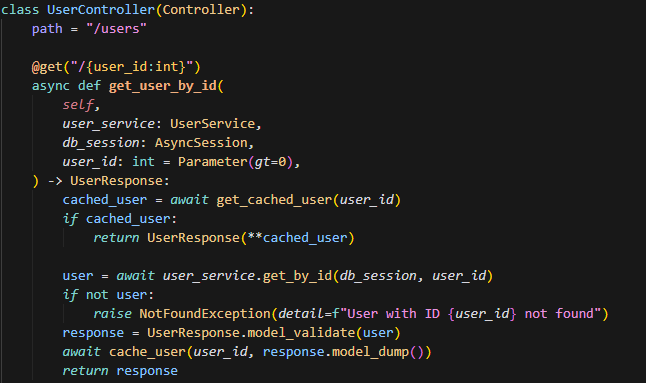 class UserController(Controller):
    path = "/users"

    @get("/{user_id:int}")
    async def get_user_by_id(
        self,
        user_service: UserService,
        db_session: AsyncSession,
        user_id: int = Parameter(gt=0),
    ) -> UserResponse:
        cached_user = await get_cached_user(user_id)
        if cached_user:
            return UserResponse(**cached_user)

        user = await user_service.get_by_id(db_session, user_id)
        if not user:
            raise NotFoundException(detail=f"User with ID {user_id} not found")
        response = UserResponse.model_validate(user)
        await cache_user(user_id, response.model_dump())
        return response